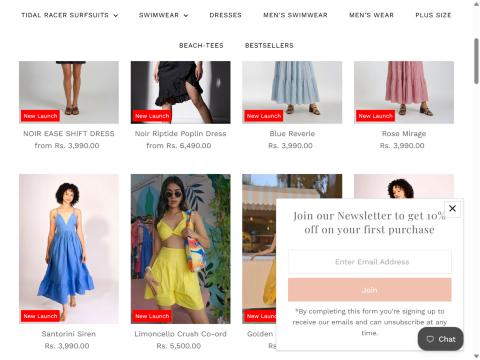 TIDAL RACER SURFSUITS SWIMWEAR DRESSES MEN'S SWIMWEAR MEN'S WEAR PLUS SIZE
BEACH-TEES BESTSELLERS
New Launch New Launch New Launch New Launch
NOIR EASE SHIFT DRESS Noir Riptide Poplin Dress Blue Reverie Rose Mirage
from Rs. 3,990.00 from Rs. 6,490.00 Rs. 3,990.00 Rs. 3,990.00
New Launch New Launch New Launch
Santorini Siren Limoncello Crush Co-ord Golden
Rs. 3,990.00 Rs. 5,500.00
Join our Newsletter to get 10%
off on your first purchase
Enter Email Address
Join
*By completing this form you're signing up to
receive our emails and can unsubscribe at any
time.
Chat